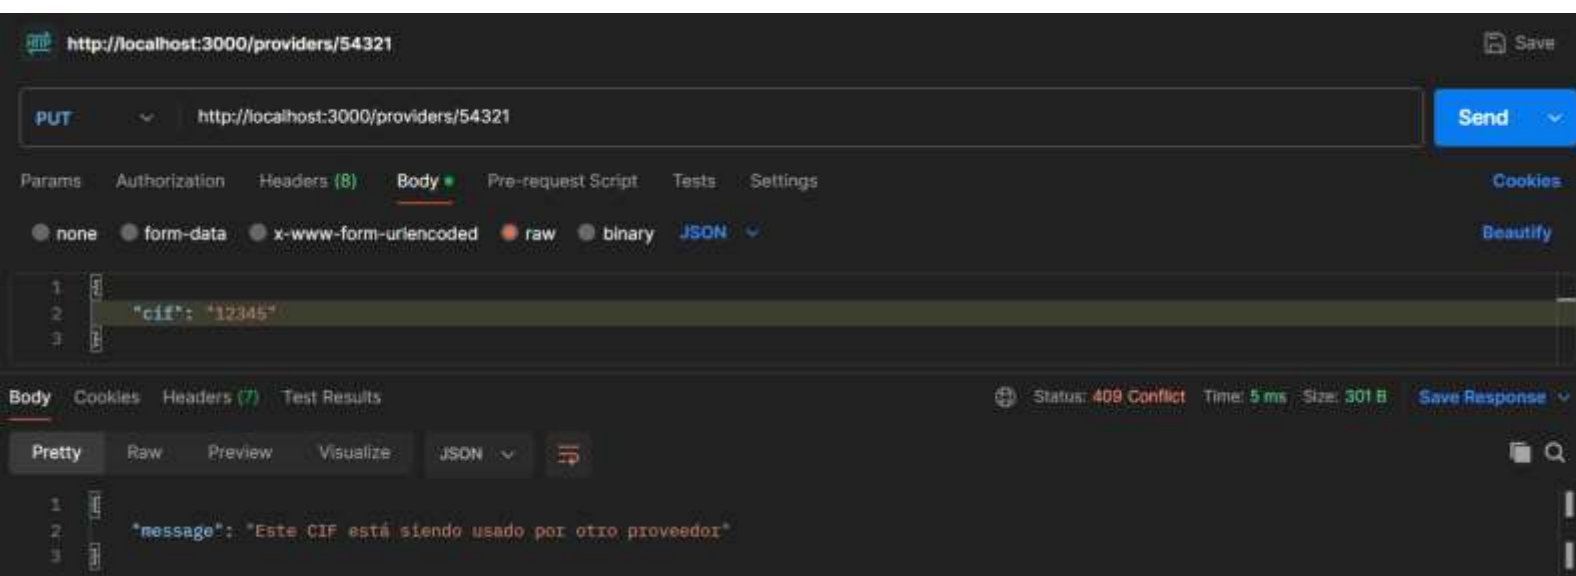 HTTP http://localhost:3000/providers/54321 Save
PUT http://localhost:3000/providers/54321 Send
Params Authorization Headers (8) Body Pre-request Script Tests Settings Cookies
none form-data x-www-form-urlencoded raw binary JSON Beautify
1 {
2 "cif": "12345"
3 }
Body Cookies Headers (7) Test Results Status: 409 Conflict Time: 5 ms Size: 301 B Save Response
Pretty Raw Preview Visualize JSON
1 {
2 "message": "Este CIF está siendo usado por otro proveedor"
3 }